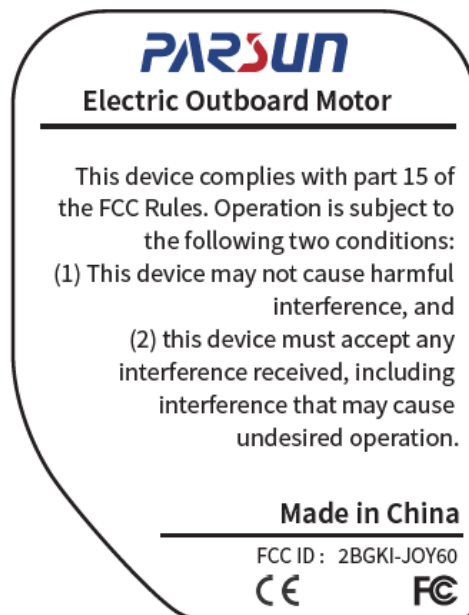 PARSUN
Electric Outboard Motor
This device complies with part 15 of
the FCC Rules. Operation is subject to
the following two conditions:
(1) This device may not cause harmful
interference, and
(2) this device must accept any
interference received, including
interference that may cause
undesired operation.
Made in China
FCC ID : 2BGKI-JOY60
CE FC